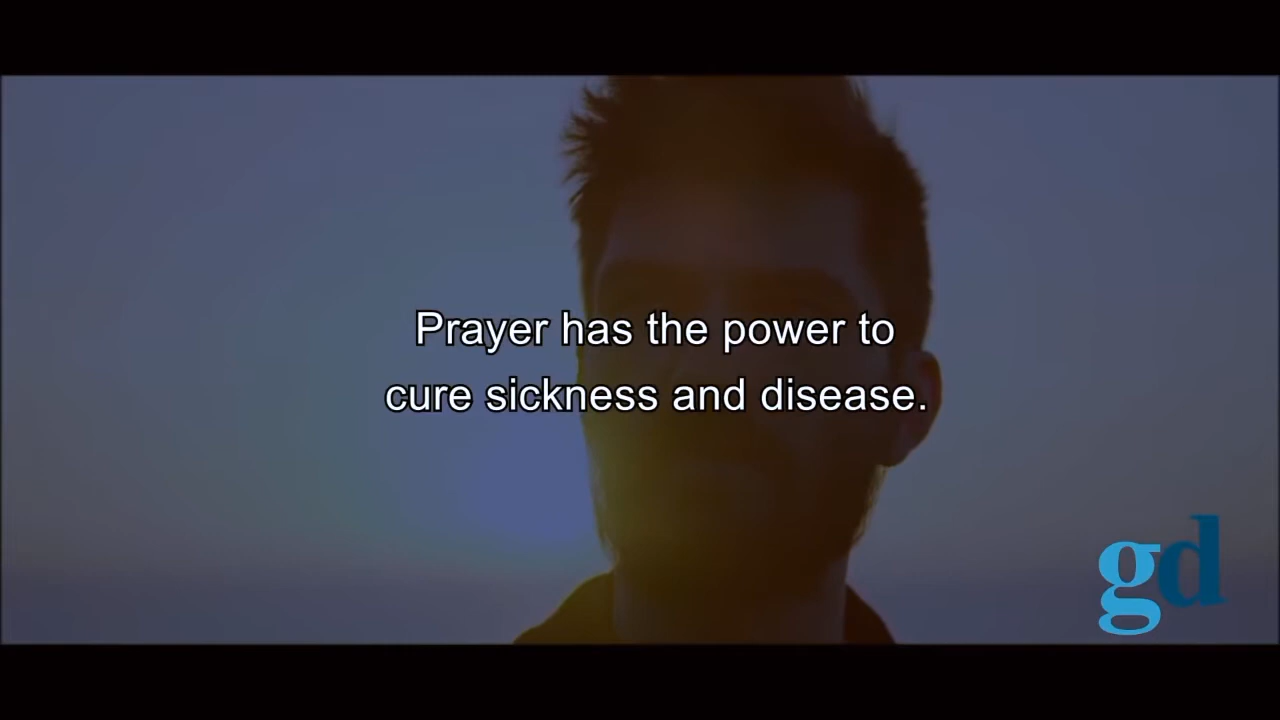 Prayer has the power to
cure sickness and disease.
gd